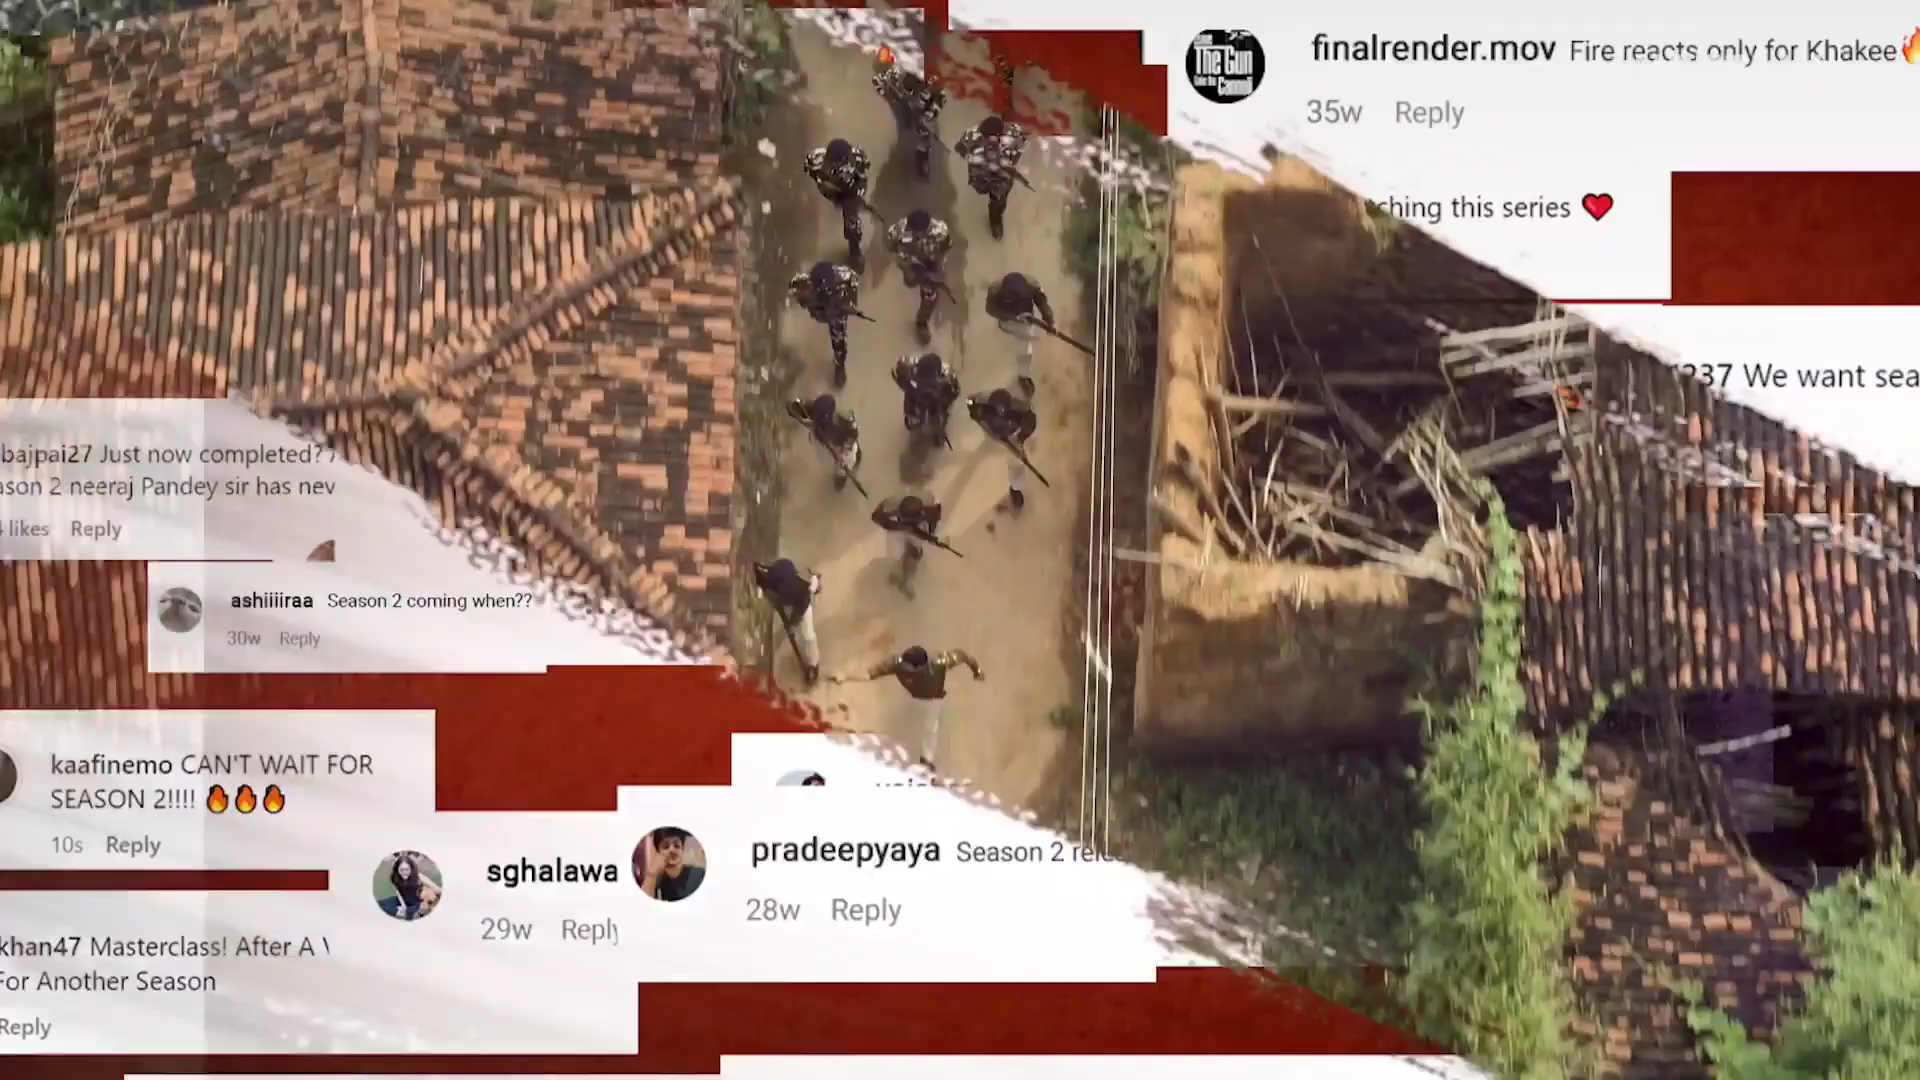 finalrender.mov Fire reacts only for Khakee🔥
35w Reply
ching this series ❤️
237 We want sea
bajpai27 Just now completed?
ason 2 neeraj Pandey sir has nev
likes Reply
ashiiiiraa Season 2 coming when??
30w Reply
kaafinemo CAN'T WAIT FOR
SEASON 2!!!! 🔥🔥🔥
10s Reply
sghalawa
29w Reply
pradeepyaya Season 2 rele
28w Reply
khan47 Masterclass! After A
For Another Season
Reply